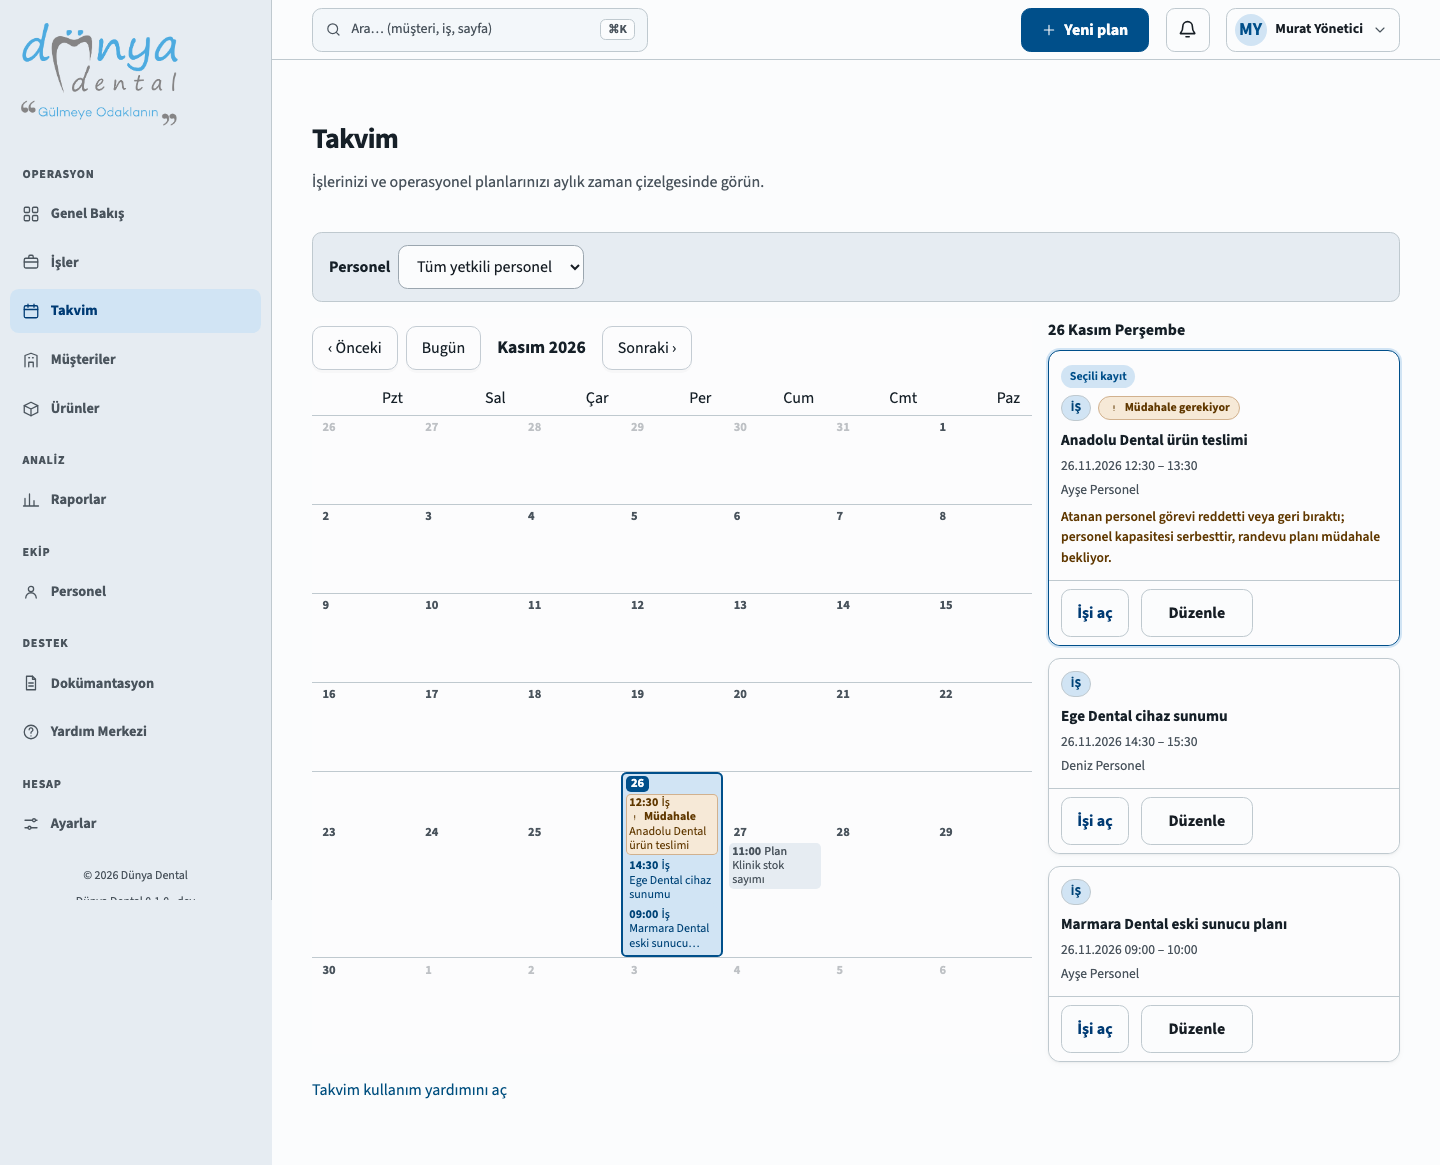 dünya
dental
“Gülmeye Odaklanın”
OPERASYON
Genel Bakış
İşler
Takvim
Müşteriler
Ürünler
ANALİZ
Raporlar
EKİP
Personel
DESTEK
Dokümantasyon
Yardım Merkezi
HESAP
Ayarlar
© 2026 Dünya Dental
Ara… (müşteri, iş, sayfa)
⌘K
+ Yeni plan
MY
Murat Yönetici
Takvim
İşlerinizi ve operasyonel planlarınızı aylık zaman çizelgesinde görün.
Personel
Tüm yetkili personel
‹ Önceki
Bugün
Kasım 2026
Sonraki ›
Pzt Sal Çar Per Cum Cmt Paz
26 27 28 29 30 31 1
2 3 4 5 6 7 8
9 10 11 12 13 14 15
16 17 18 19 20 21 22
23 24 25 26 27 28 29
12:30 İş
! Müdahale
Anadolu Dental
ürün teslimi
14:30 İş
Ege Dental cihaz
sunumu
09:00 İş
Marmara Dental
eski sunucu…
11:00 Plan
Klinik stok
sayımı
30 1 2 3 4 5 6
Takvim kullanım yardımını aç
26 Kasım Perşembe
Seçili kayıt
İŞ
! Müdahale gerekiyor
Anadolu Dental ürün teslimi
26.11.2026 12:30 – 13:30
Ayşe Personel
Atanan personel görevi reddetti veya geri bıraktı;
personel kapasitesi serbesttir, randevu planı müdahale
bekliyor.
İşi aç
Düzenle
İŞ
Ege Dental cihaz sunumu
26.11.2026 14:30 – 15:30
Deniz Personel
İşi aç
Düzenle
İŞ
Marmara Dental eski sunucu planı
26.11.2026 09:00 – 10:00
Ayşe Personel
İşi aç
Düzenle